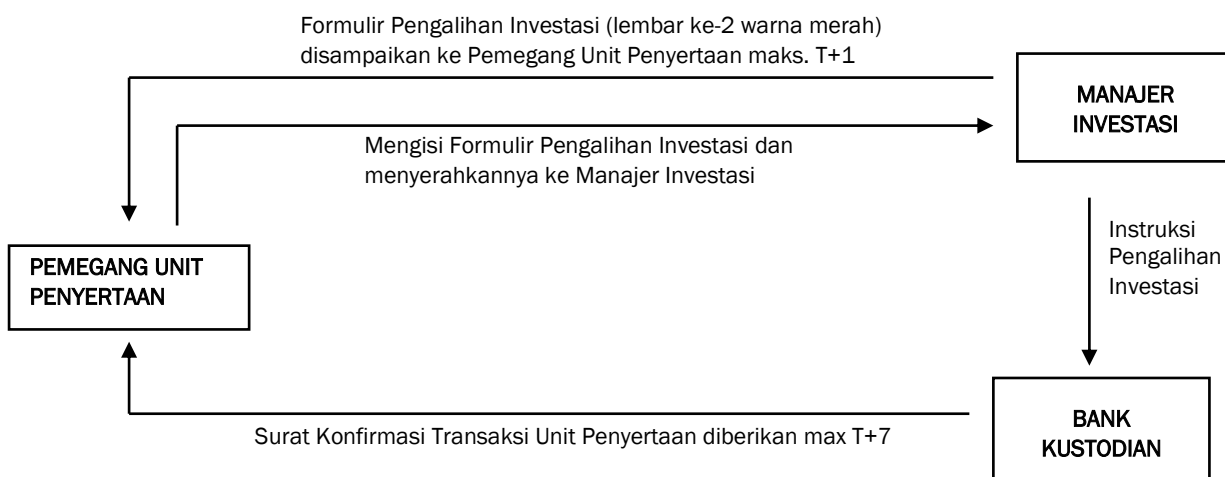 Formulir Pengalihan Investasi (lembar ke-2 warna merah)
disampaikan ke Pemegang Unit Penyertaan maks. T+1
MANAJER
INVESTASI
Mengisi Formulir Pengalihan Investasi dan
menyerahkannya ke Manajer Investasi
Instruksi
Pengalihan
Investasi
PEMEGANG UNIT
PENYERTAAN
Surat Konfirmasi Transaksi Unit Penyertaan diberikan max T+7
BANK
KUSTODIAN